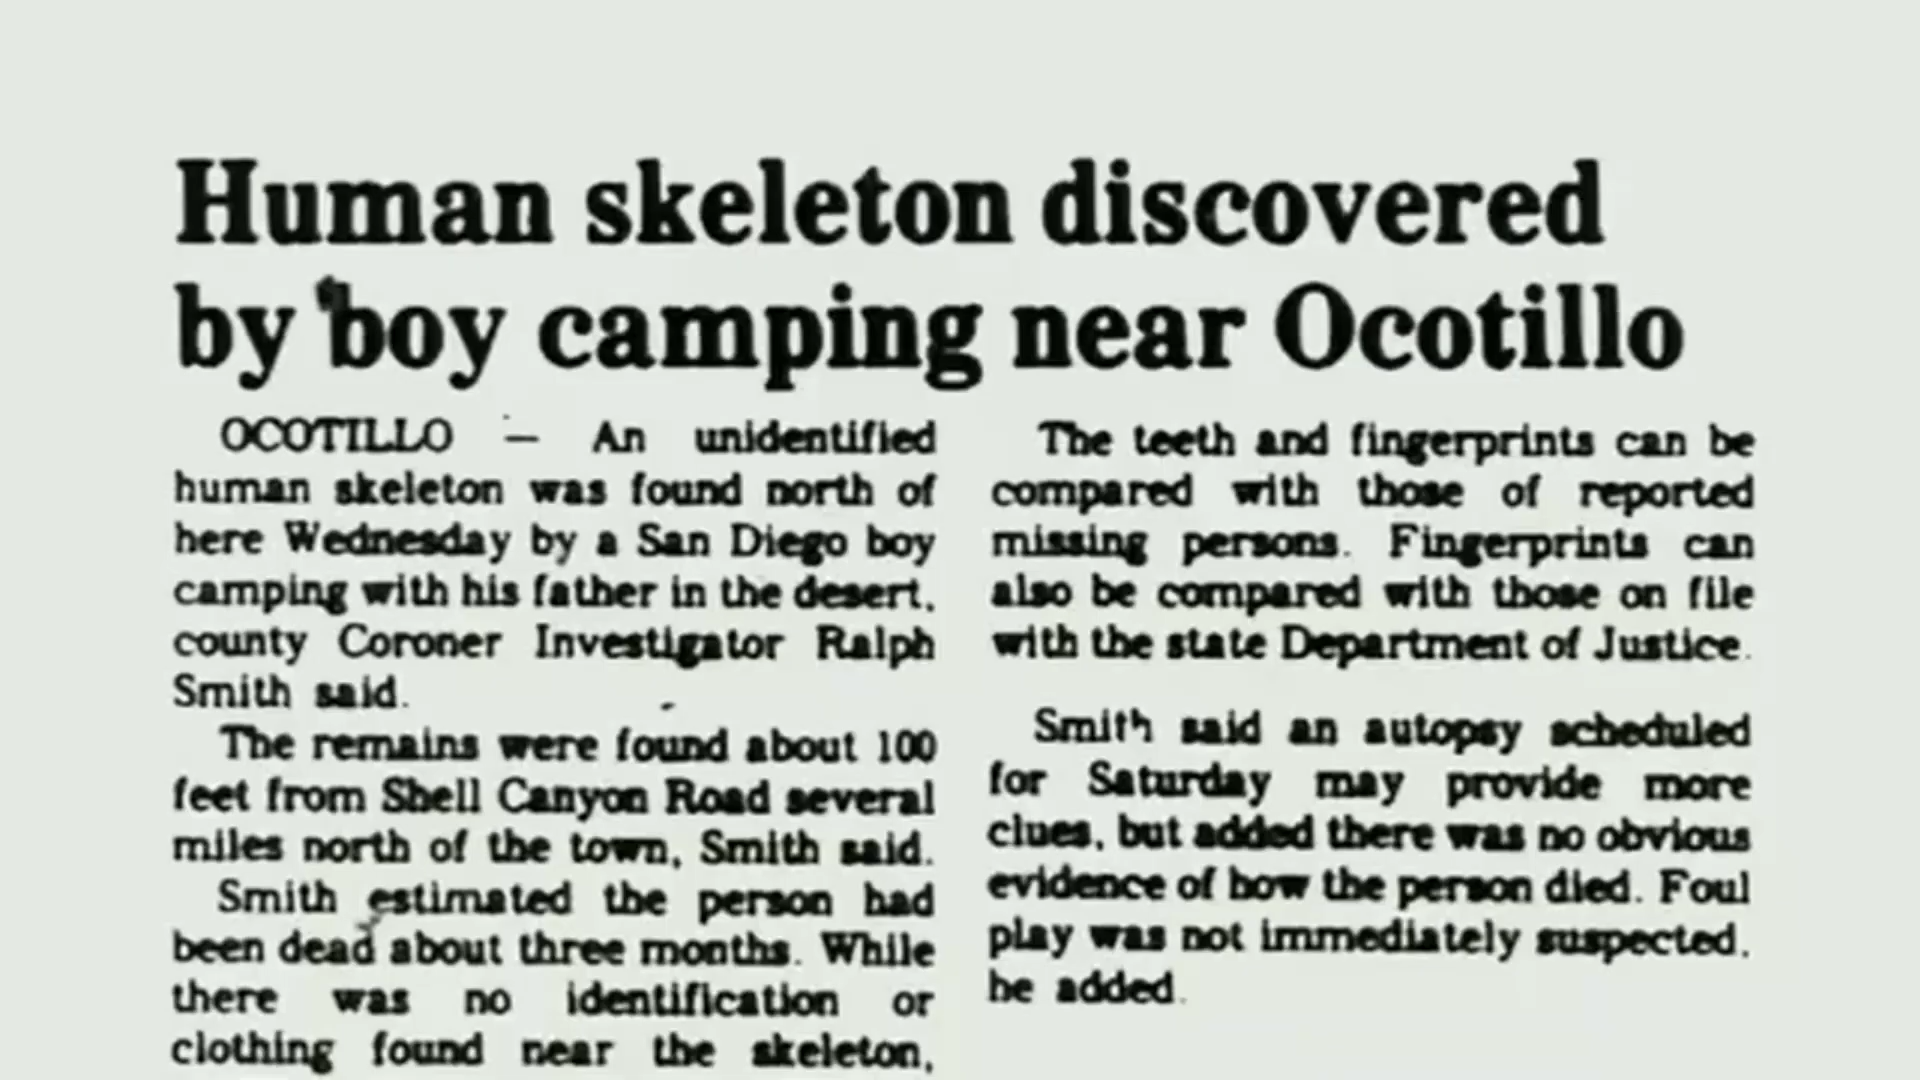 Human skeleton discovered
by boy camping near Ocotillo
OCOTILLO — An unidentified
human skeleton was found north of
here Wednesday by a San Diego boy
camping with his father in the desert,
county Coroner Investigator Ralph
Smith said.
The remains were found about 100
feet from Shell Canyon Road several
miles north of the town, Smith said.
Smith estimated the person had
been dead about three months. While
there was no identification or
clothing found near the skeleton,
The teeth and fingerprints can be
compared with those of reported
missing persons. Fingerprints can
also be compared with those on file
with the state Department of Justice.
Smith said an autopsy scheduled
for Saturday may provide more
clues, but added there was no obvious
evidence of how the person died. Foul
play was not immediately suspected,
he added.